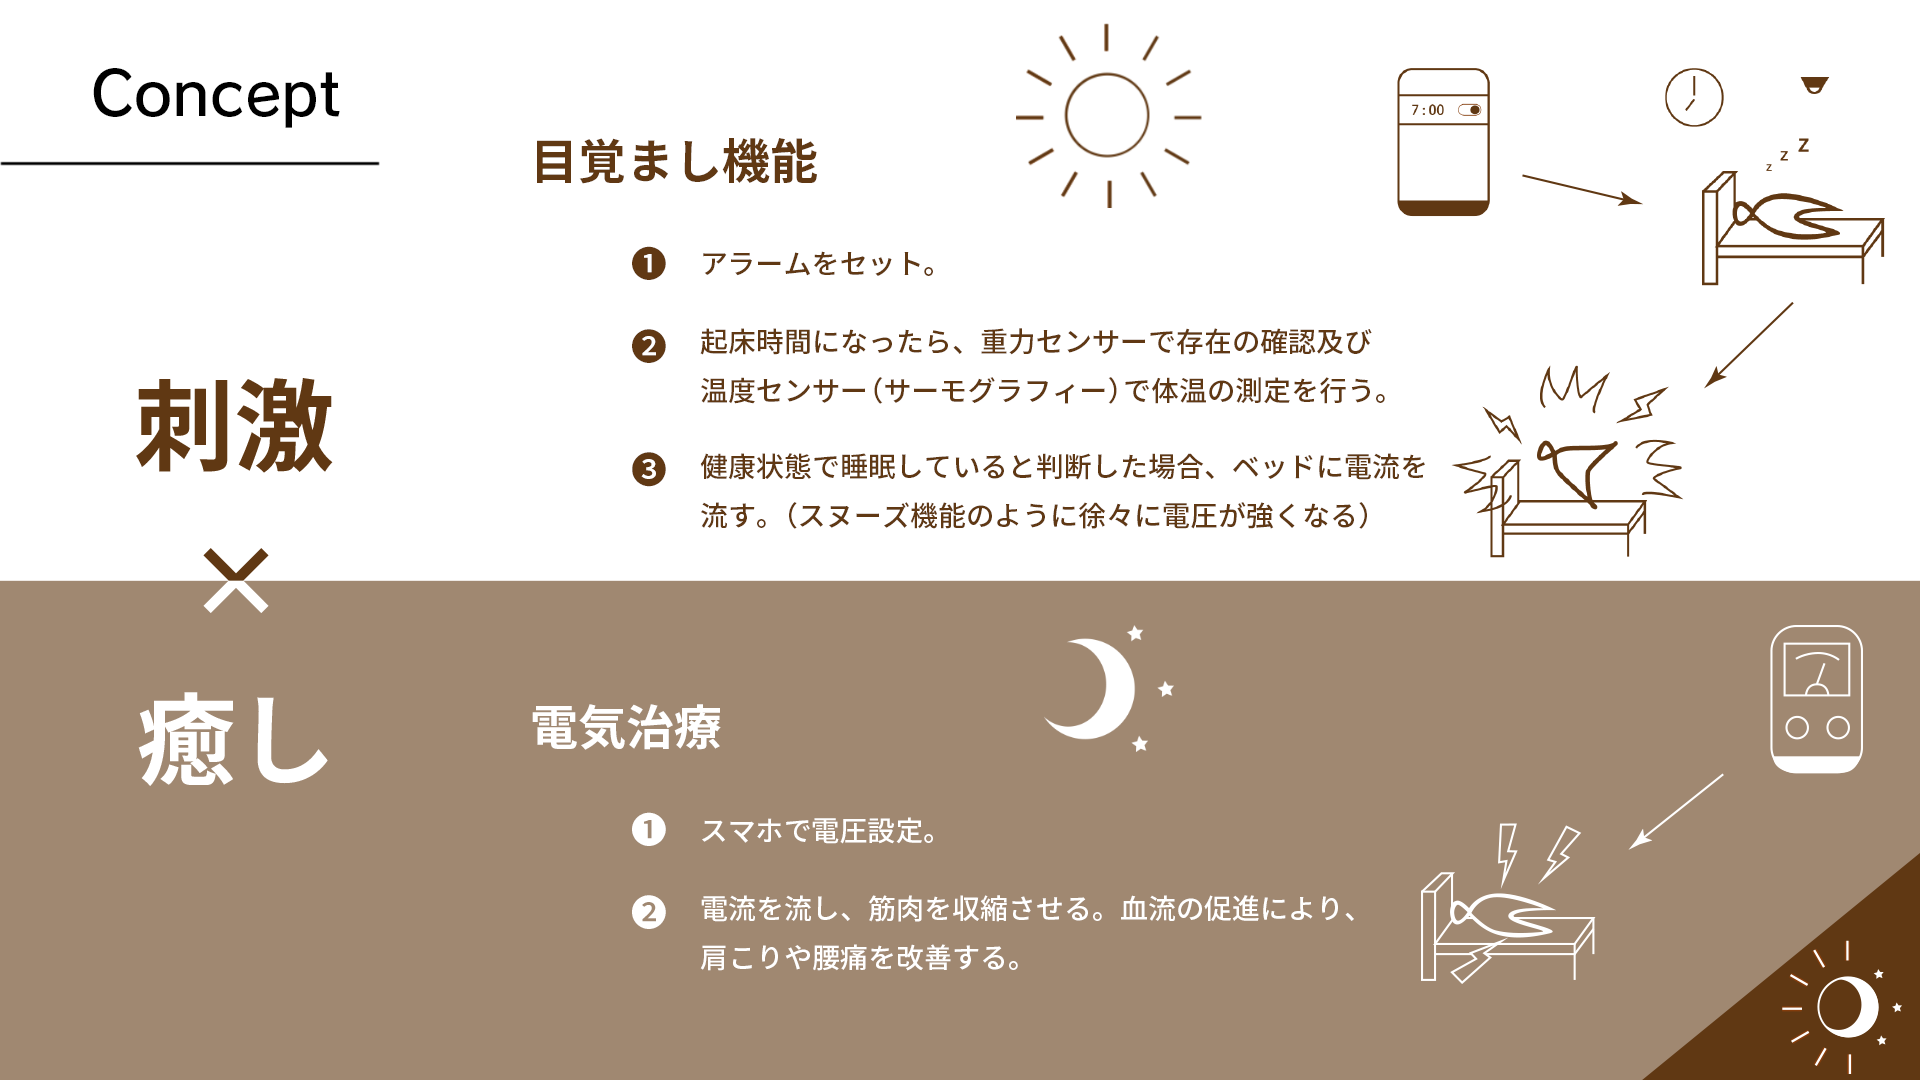 Concept
刺激
×
癒し
目覚まし機能
1 アラームをセット。
2 起床時間になったら、重力センサーで存在の確認及び
温度センサー(サーモグラフィー)で体温の測定を行う。
3 健康状態で睡眠していると判断した場合、ベッドに電流を
流す。(スヌーズ機能のように徐々に電圧が強くなる)
7:00
z z z
電気治療
1 スマホで電圧設定。
2 電流を流し、筋肉を収縮させる。血流の促進により、
肩こりや腰痛を改善する。